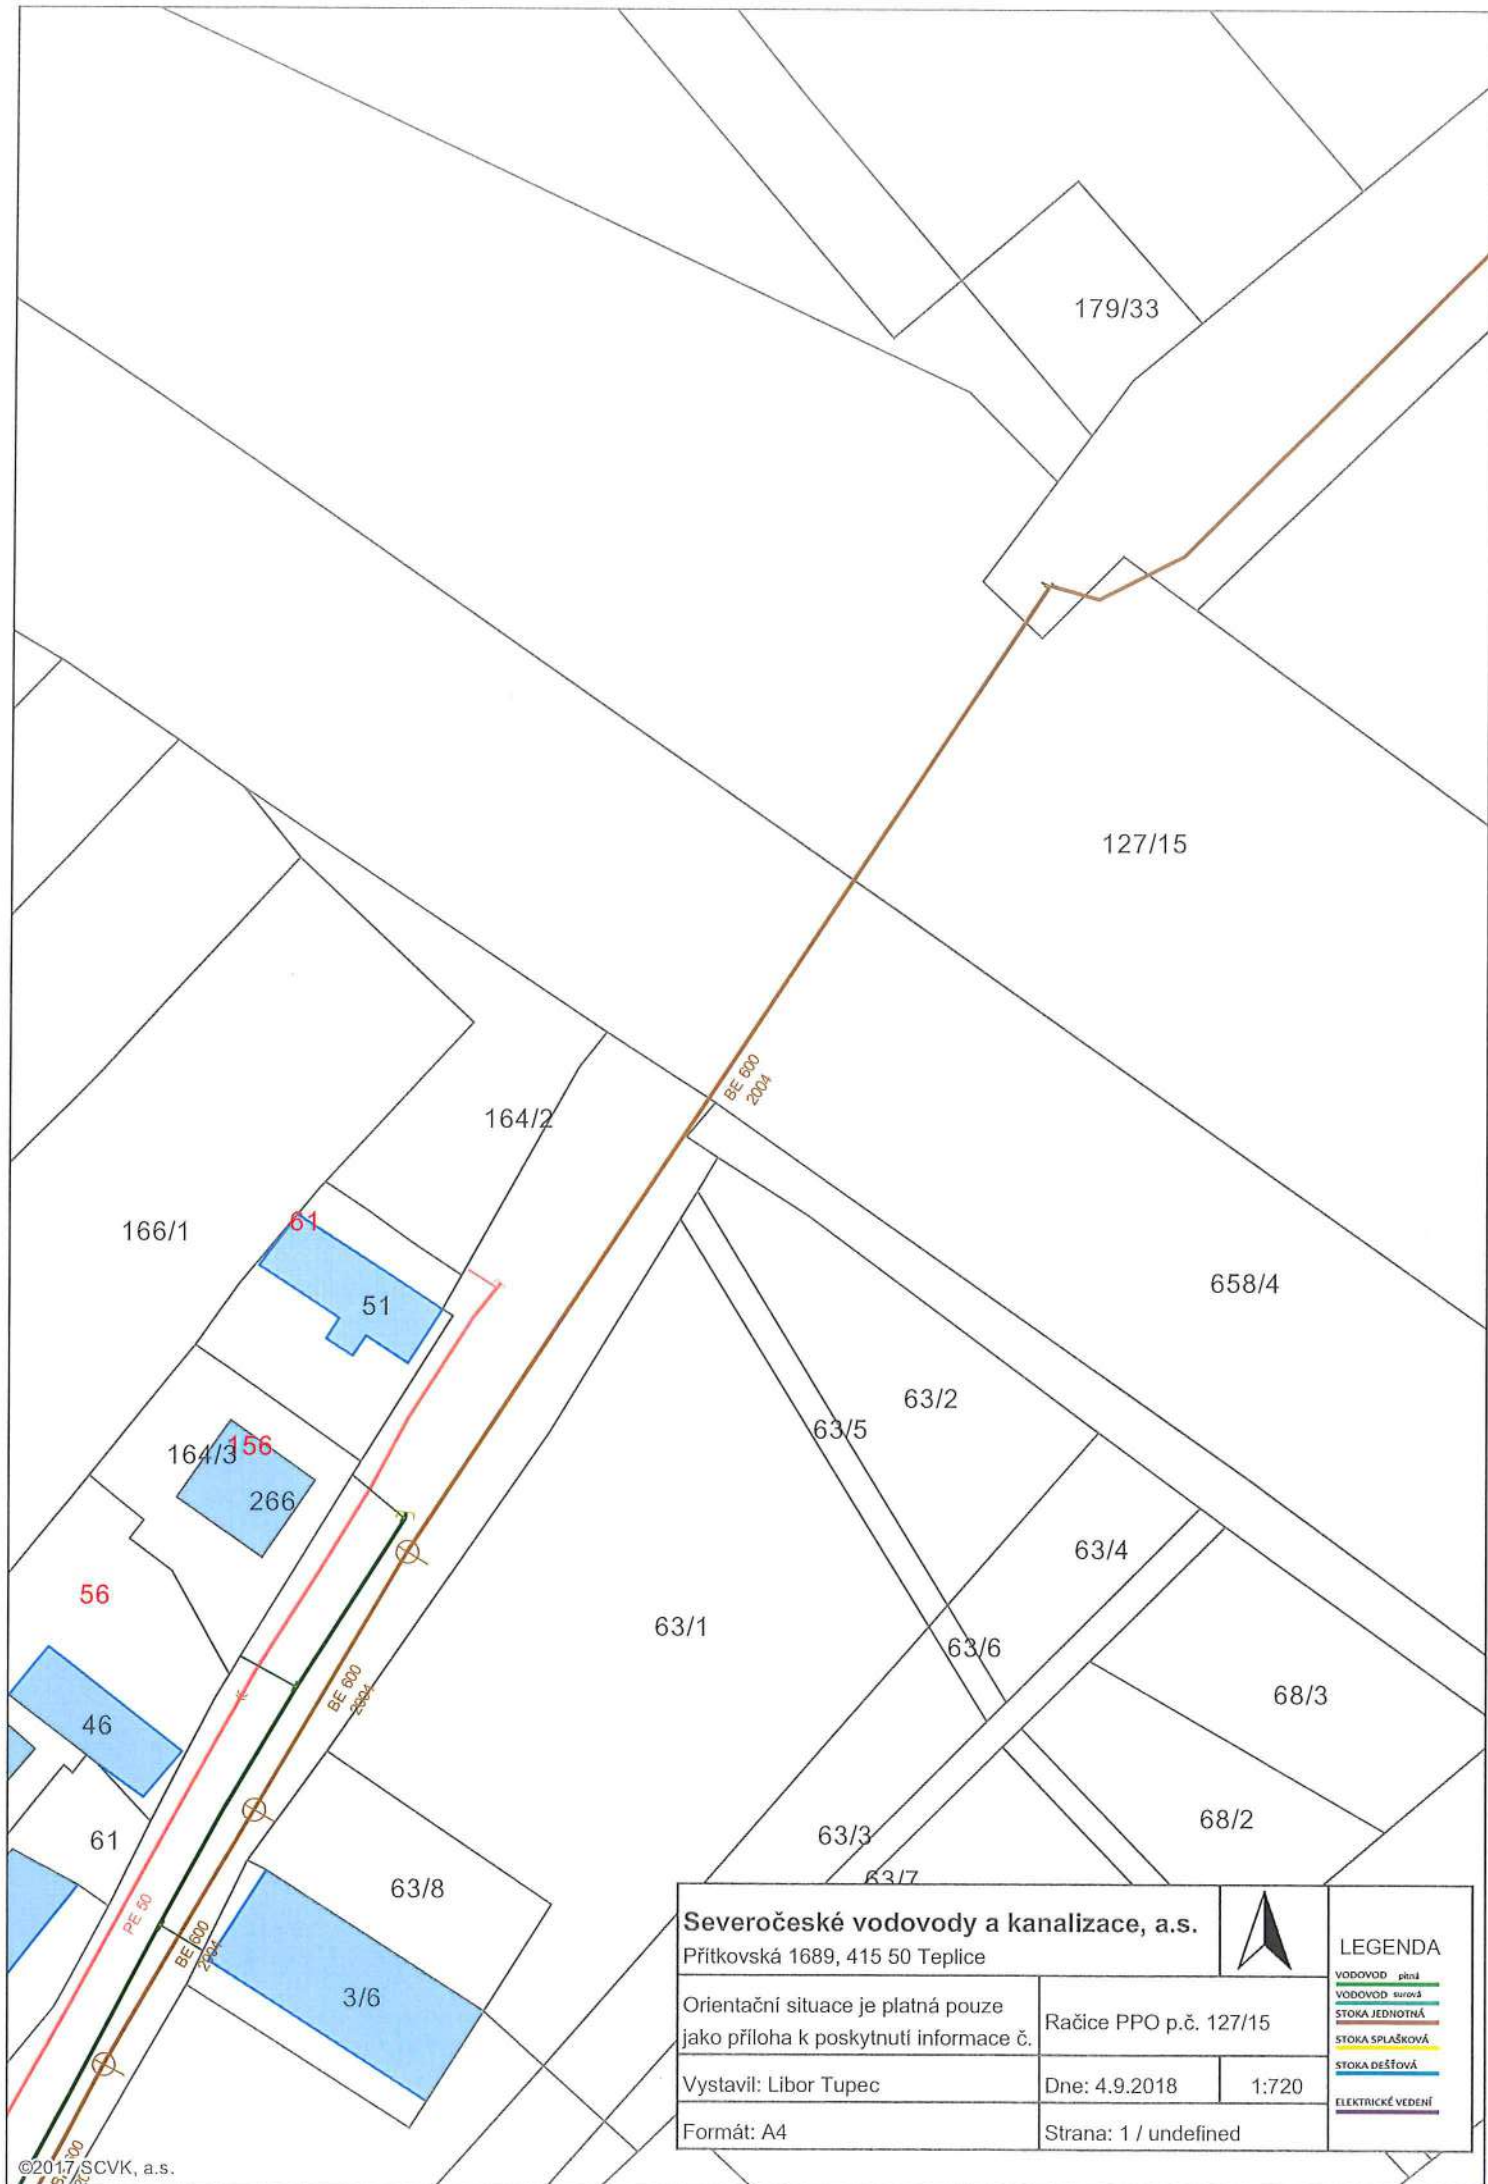 179/33
127/15
BE 600
2004
164/2
166/1
61
51
658/4
63/2
63/5
164/3
156
266
63/4
56
63/1
63/6
BE 600
2004
68/3
46
68/2
63/3
61
63/7
63/8
PE 50
BE 600
2004
3/6
Severočeské vodovody a kanalizace, a.s.
Přítkovská 1689, 415 50 Teplice
Orientační situace je platná pouze
jako příloha k poskytnutí informace č.
Račice PPO p.č. 127/15
Vystavil: Libor Tupec
Dne: 4.9.2018
1:720
Formát: A4
Strana: 1 / undefined
LEGENDA
VODOVOD pitná
VODOVOD surová
STOKA JEDNOTNÁ
STOKA SPLAŠKOVÁ
STOKA DEŠŤOVÁ
ELEKTRICKÉ VEDENÍ
©2017 SCVK, a.s.